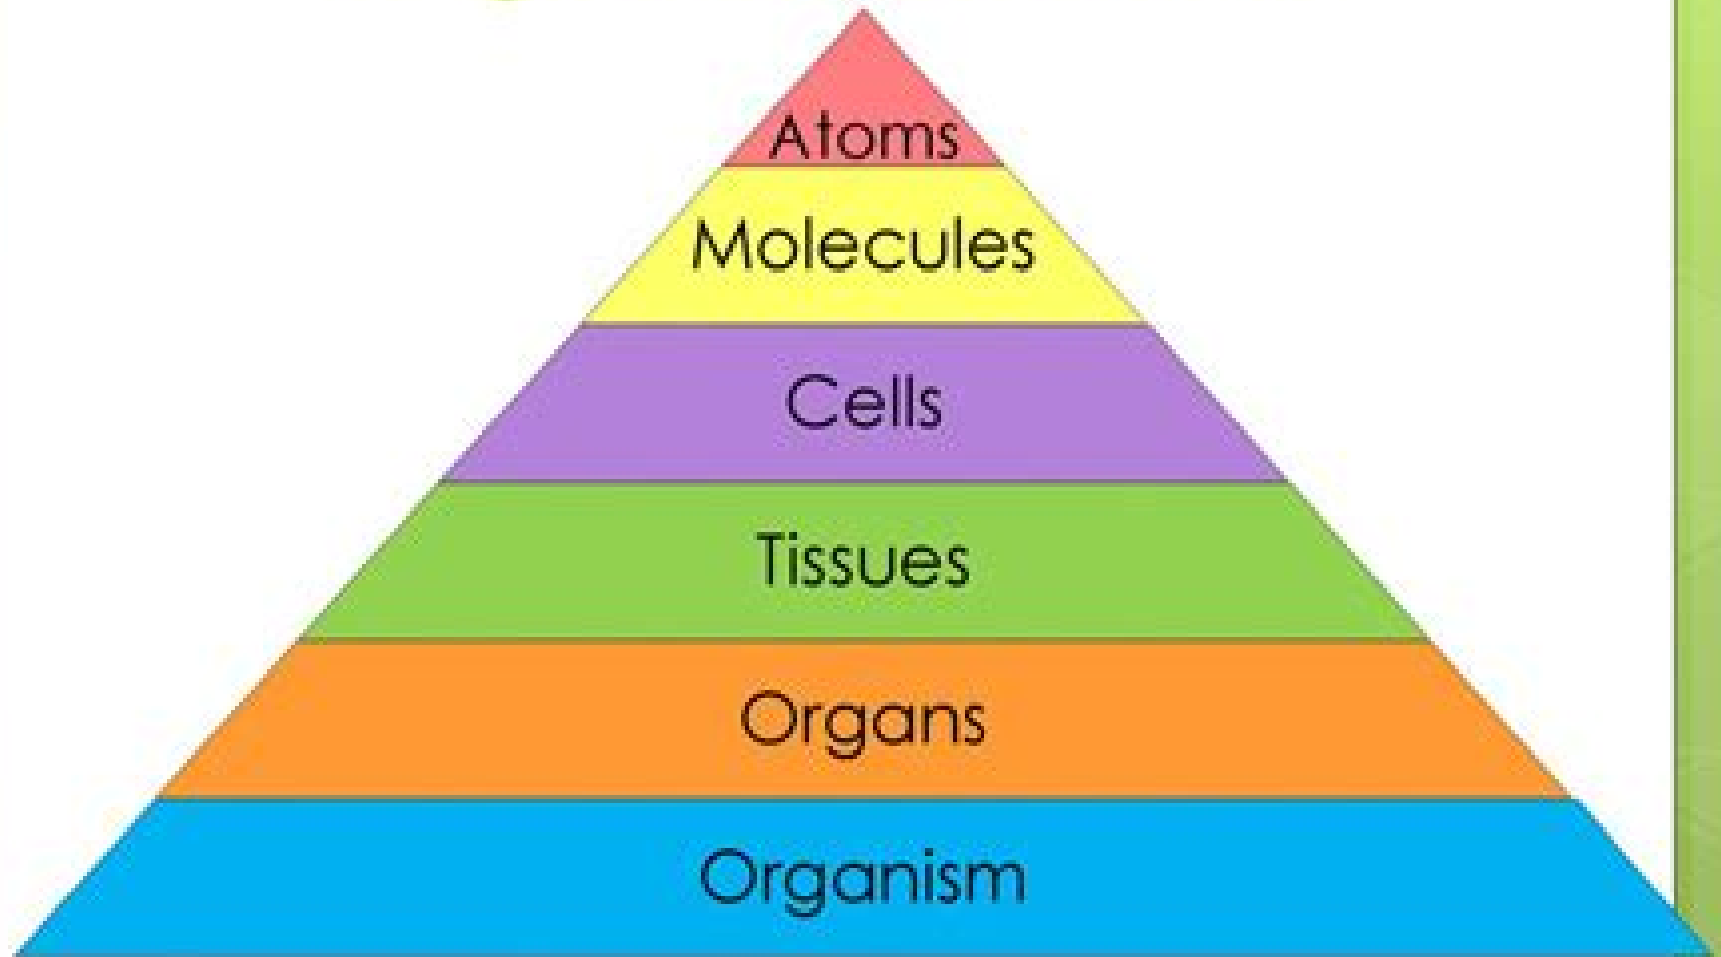 Atoms
Molecules
Cells
Tissues
Organs
Organism